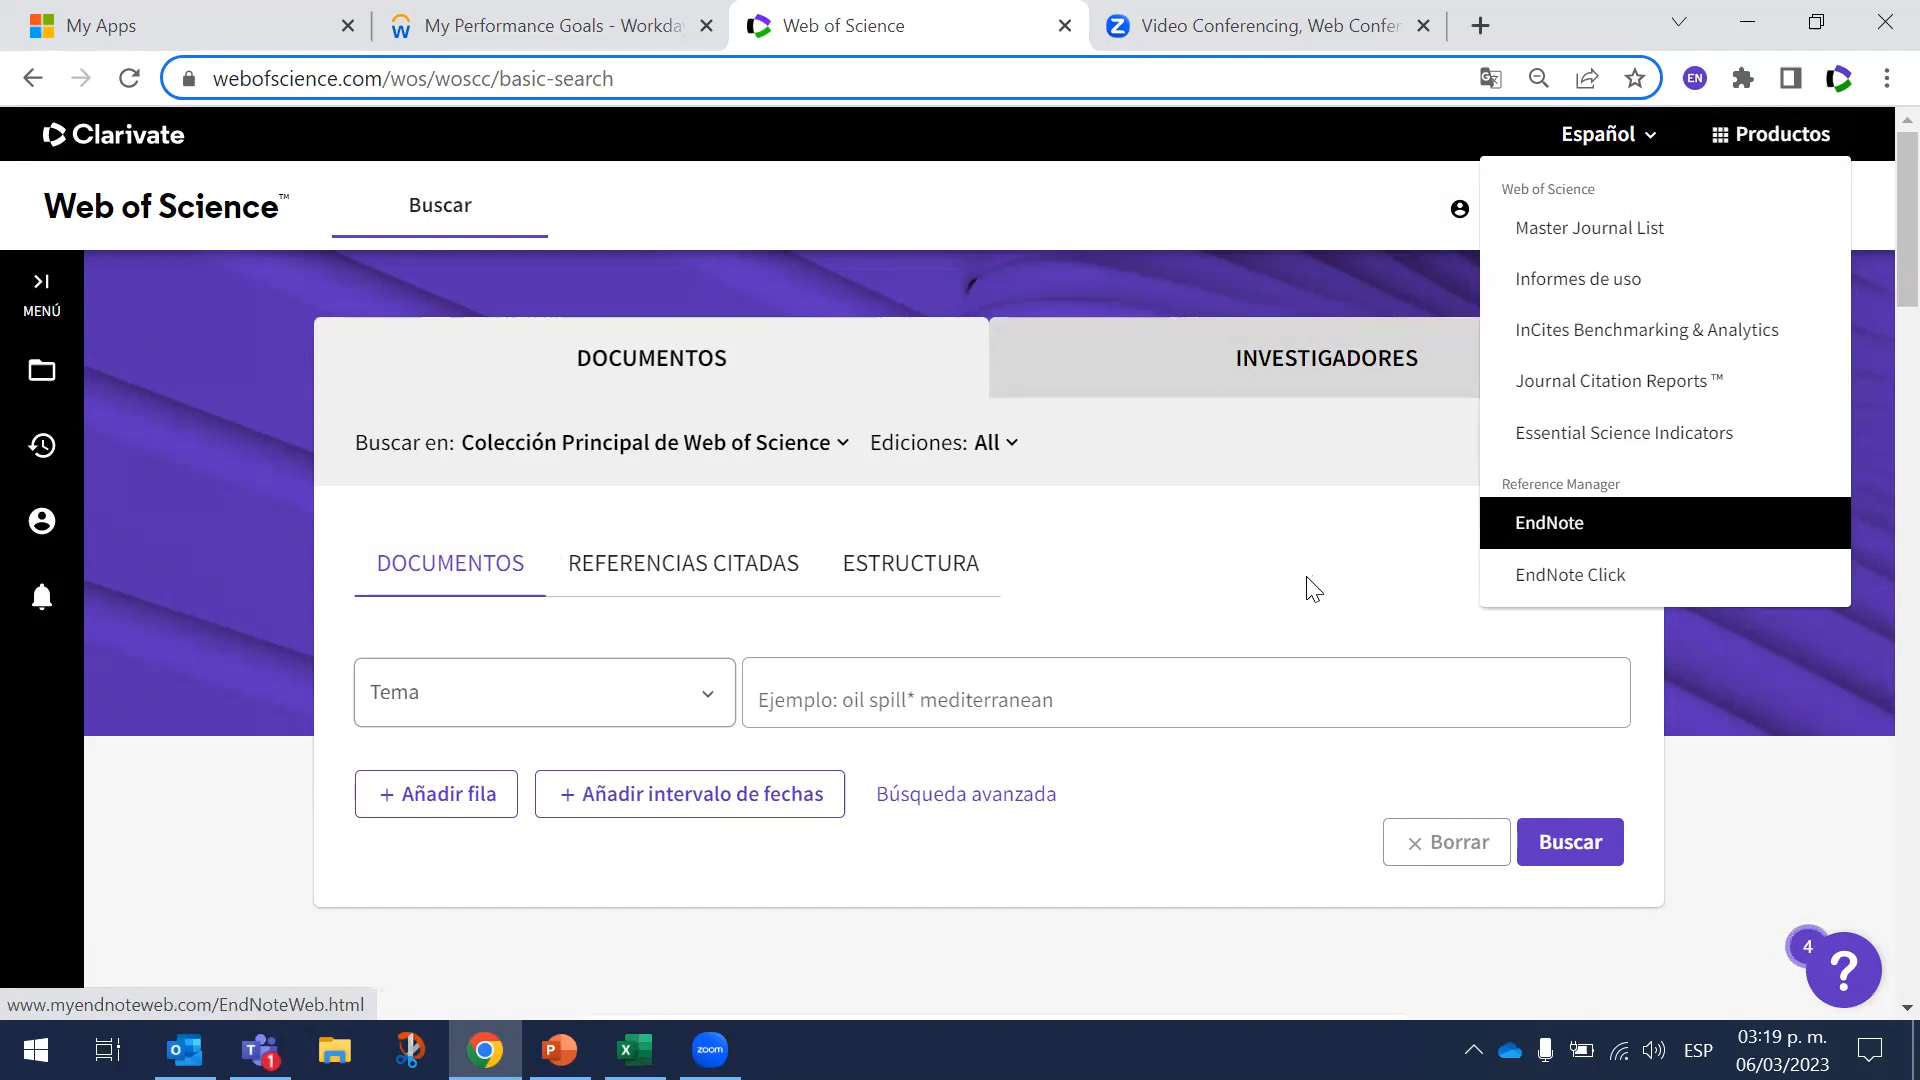 My Apps
My Performance Goals - Workda
Web of Science
Video Conferencing, Web Confer
webofscience.com/wos/woscc/basic-search
EN
Clarivate
Español
Productos
Web of Science™
Buscar
Web of Science
Master Journal List
Informes de uso
InCites Benchmarking & Analytics
Journal Citation Reports ™
Essential Science Indicators
Reference Manager
EndNote
EndNote Click
MENÚ
DOCUMENTOS
INVESTIGADORES
Buscar en: Colección Principal de Web of Science
Ediciones: All
DOCUMENTOS
REFERENCIAS CITADAS
ESTRUCTURA
Tema
Ejemplo: oil spill* mediterranean
+ Añadir fila
+ Añadir intervalo de fechas
Búsqueda avanzada
× Borrar
Buscar
4
?
www.myendnoteweb.com/EndNoteWeb.html
1
zoom
ESP
03:19 p. m.
06/03/2023